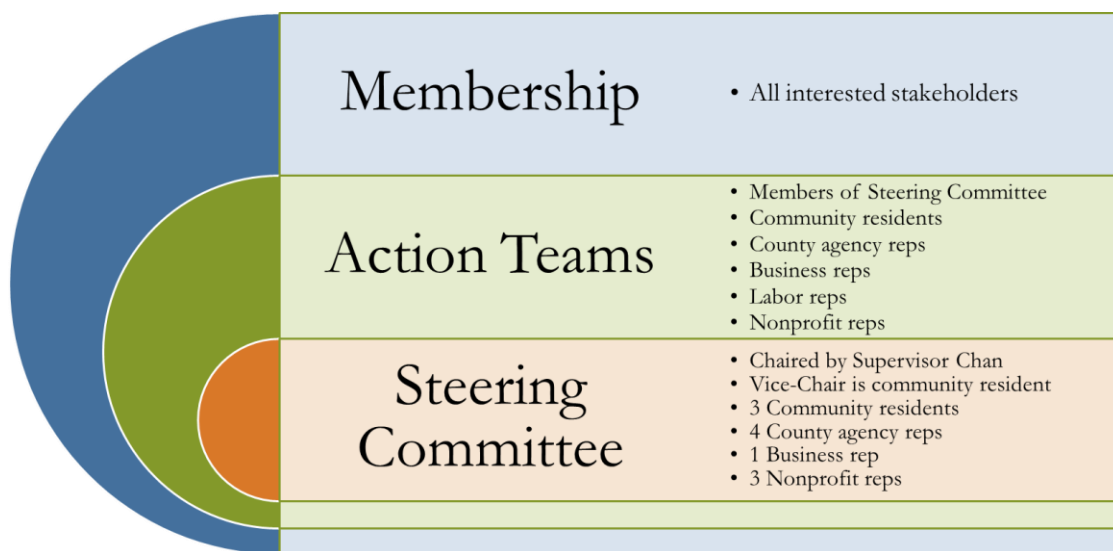 Membership
• All interested stakeholders
Action Teams
• Members of Steering Committee
• Community residents
• County agency reps
• Business reps
• Labor reps
• Nonprofit reps
Steering
Committee
• Chaired by Supervisor Chan
• Vice-Chair is community resident
• 3 Community residents
• 4 County agency reps
• 1 Business rep
• 3 Nonprofit reps